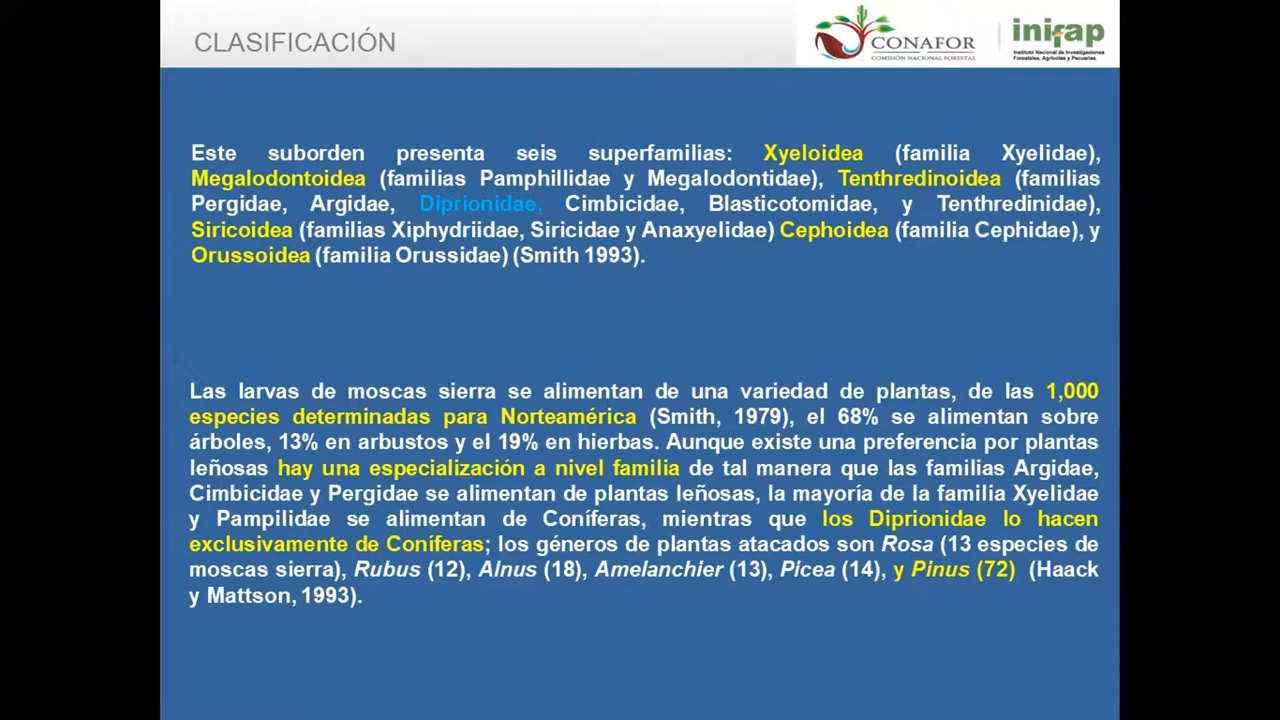 CLASIFICACIÓN
CONAFOR
COMISIÓN NACIONAL FORESTAL
inifap
Instituto Nacional de Investigaciones
Forestales, Agrícolas y Pecuarias
Este suborden presenta seis superfamilias: Xyeloidea (familia Xyelidae),
Megalodontoidea (familias Pamphillidae y Megalodontidae), Tenthredinoidea (familias
Pergidae, Argidae, Diprionidae, Cimbicidae, Blasticotomidae, y Tenthredinidae),
Siricoidea (familias Xiphydriidae, Siricidae y Anaxyelidae) Cephoidea (familia Cephidae), y
Orussoidea (familia Orussidae) (Smith 1993).
Las larvas de moscas sierra se alimentan de una variedad de plantas, de las 1,000
especies determinadas para Norteamérica (Smith, 1979), el 68% se alimentan sobre
árboles, 13% en arbustos y el 19% en hierbas. Aunque existe una preferencia por plantas
leñosas hay una especialización a nivel familia de tal manera que las familias Argidae,
Cimbicidae y Pergidae se alimentan de plantas leñosas, la mayoría de la familia Xyelidae
y Pampilidae se alimentan de Coníferas, mientras que los Diprionidae lo hacen
exclusivamente de Coníferas; los géneros de plantas atacados son Rosa (13 especies de
moscas sierra), Rubus (12), Alnus (18), Amelanchier (13), Picea (14), y Pinus (72) (Haack
y Mattson, 1993).